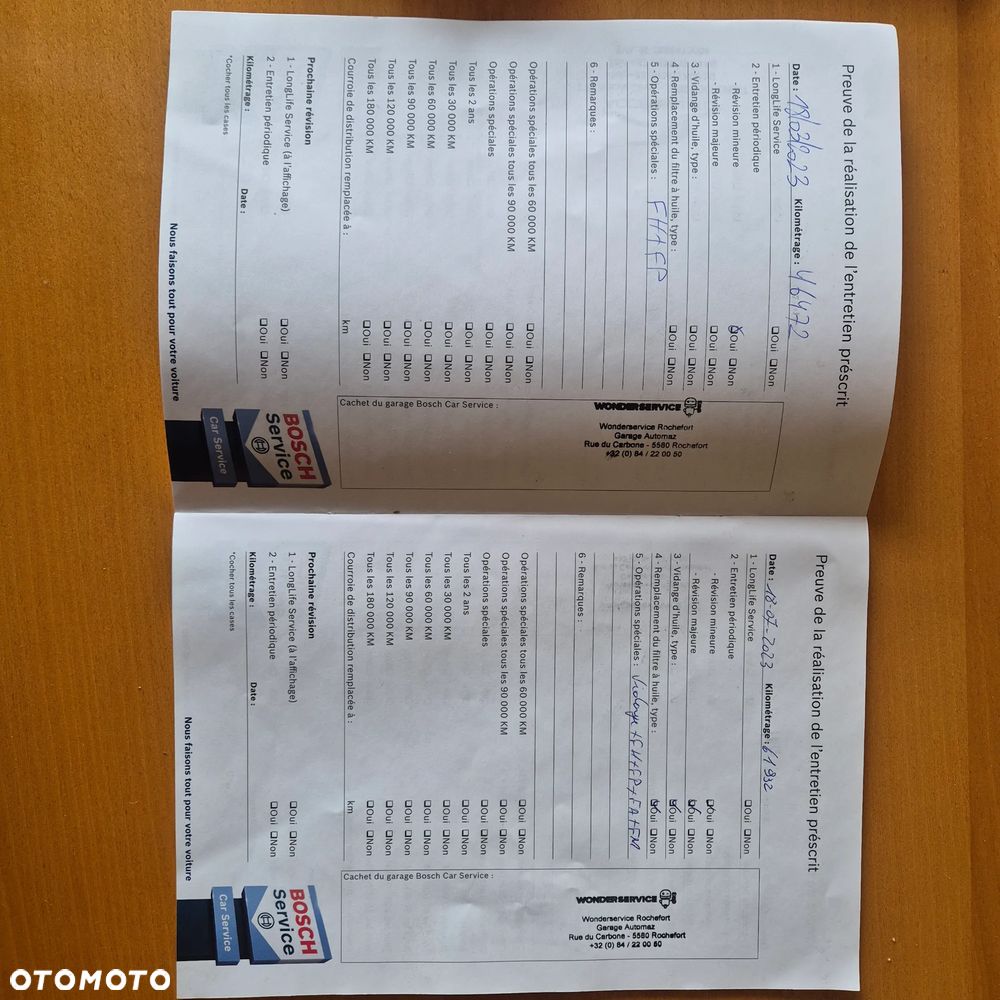 Preuve de la réalisation de l'entretien préscrit
Date : 18/03/2023 Kilométrage : 46472
1 - LongLife Service ❑Oui ❑Non
2 - Entretien périodique
- Révision mineure ☑Oui ❑Non
- Révision majeure ❑Oui ❑Non
3 - Vidange d'huile, type : ❑Oui ❑Non
4 - Remplacement du filtre à huile, type : ❑Oui ❑Non
5 - Opérations spéciales : FH+FP
6 - Remarques :
Opérations spéciales tous les 60 000 KM ❑Oui ❑Non
Opérations spéciales tous les 90 000 KM ❑Oui ❑Non
Opérations spéciales ❑Oui ❑Non
Tous les 2 ans ❑Oui ❑Non
Tous les 30 000 KM ❑Oui ❑Non
Tous les 60 000 KM ❑Oui ❑Non
Tous les 90 000 KM ❑Oui ❑Non
Tous les 120 000 KM ❑Oui ❑Non
Tous les 180 000 KM ❑Oui ❑Non
Courroie de distribution remplacée à : km
Prochaine révision
1 - LongLife Service (à l'affichage) ❑Oui ❑Non
2 - Entretien périodique ❑Oui ❑Non
Kilométrage : Date :
*Cocher tous les cases
Nous faisons tout pour votre voiture
WONDERSERVICE
Wonderservice Rochefort
Garage Automaz
Rue du Carbone - 5580 Rochefort
+32 (0) 84 / 22 00 50
Cachet du garage Bosch Car Service :
BOSCH
Service
Car Service
Preuve de la réalisation de l'entretien préscrit
Date : 18-07-2023 Kilométrage : 61932
1 - LongLife Service ❑Oui ❑Non
2 - Entretien périodique
- Révision mineure ☑Oui ❑Non
- Révision majeure ☑Oui ❑Non
3 - Vidange d'huile, type : ☑Oui ❑Non
4 - Remplacement du filtre à huile, type : ☑Oui ❑Non
5 - Opérations spéciales : Vidange+FH+FP+FA+FM
6 - Remarques :
Opérations spéciales tous les 60 000 KM ❑Oui ❑Non
Opérations spéciales tous les 90 000 KM ❑Oui ❑Non
Opérations spéciales ❑Oui ❑Non
Tous les 2 ans ❑Oui ❑Non
Tous les 30 000 KM ❑Oui ❑Non
Tous les 60 000 KM ❑Oui ❑Non
Tous les 90 000 KM ❑Oui ❑Non
Tous les 120 000 KM ❑Oui ❑Non
Tous les 180 000 KM ❑Oui ❑Non
Courroie de distribution remplacée à : km
Prochaine révision
1 - LongLife Service (à l'affichage) ❑Oui ❑Non
2 - Entretien périodique ❑Oui ❑Non
Kilométrage : Date :
*Cocher tous les cases
Nous faisons tout pour votre voiture
WONDERSERVICE
Wonderservice Rochefort
Garage Automaz
Rue du Carbone - 5580 Rochefort
+32 (0) 84 / 22 00 50
Cachet du garage Bosch Car Service :
BOSCH
Service
Car Service
OTOMOTO